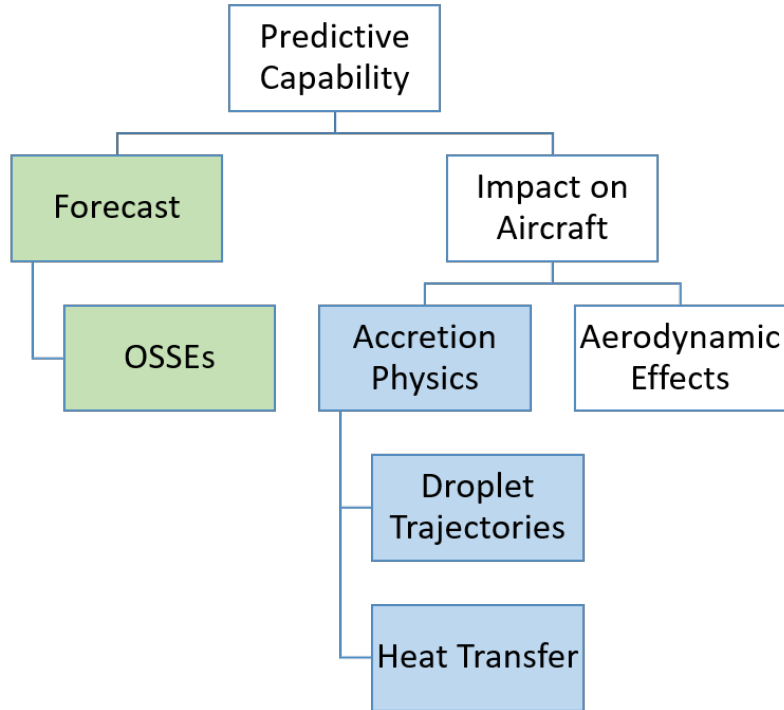 Predictive
Capability
Forecast
Impact on
Aircraft
OSSEs
Accretion
Physics
Aerodynamic
Effects
Droplet
Trajectories
Heat Transfer